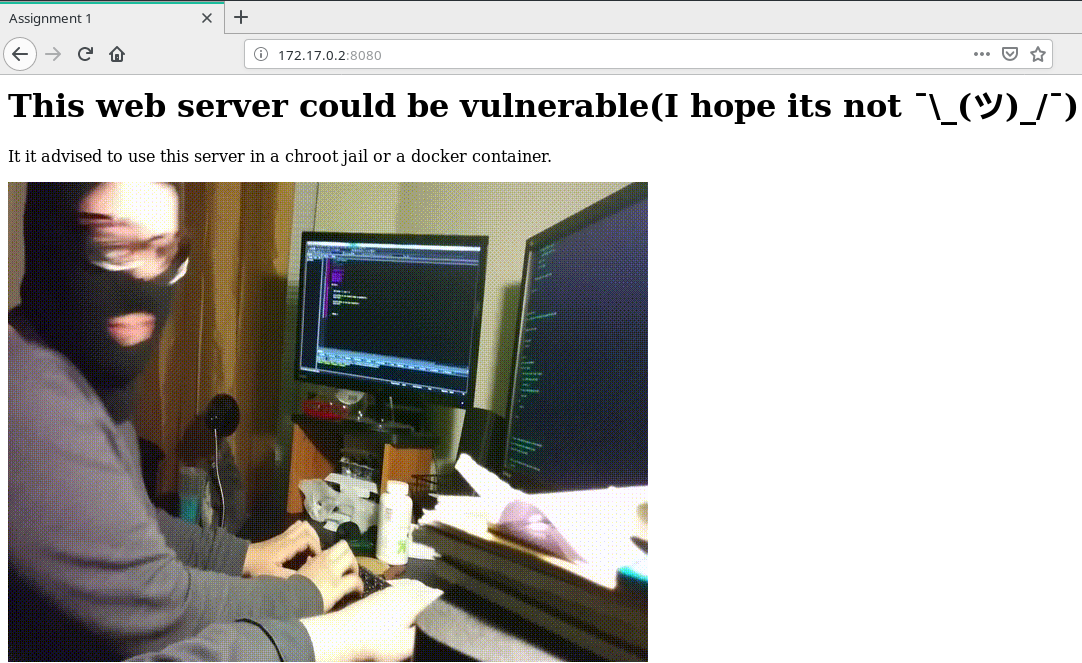 Assignment 1
172.17.0.2:8080
This web server could be vulnerable(I hope its not ¯\_(ツ)_/¯)
It it advised to use this server in a chroot jail or a docker container.